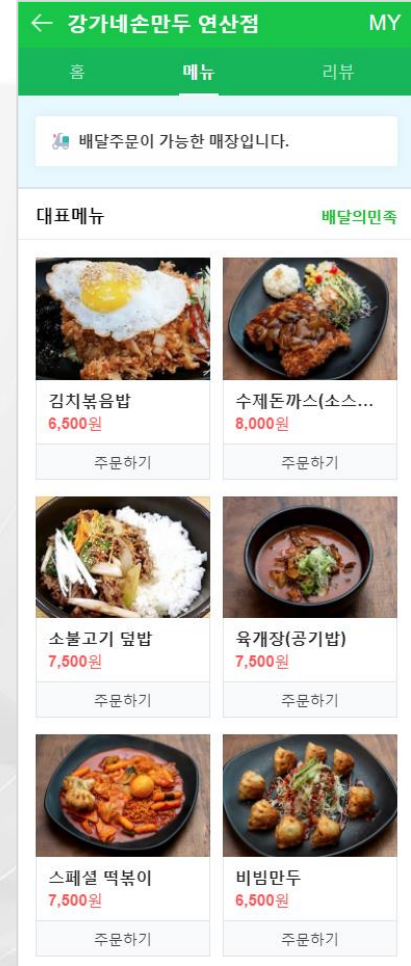 ← 강가네손만두 연산점 MY
홈 메뉴 리뷰
배달주문이 가능한 매장입니다.
대표메뉴 배달의민족
김치볶음밥 수제돈까스(소스...
6,500원 8,000원
주문하기 주문하기
소불고기 덮밥 육개장(공기밥)
7,500원 7,500원
주문하기 주문하기
스페셜 떡볶이 비빔만두
7,500원 6,500원
주문하기 주문하기